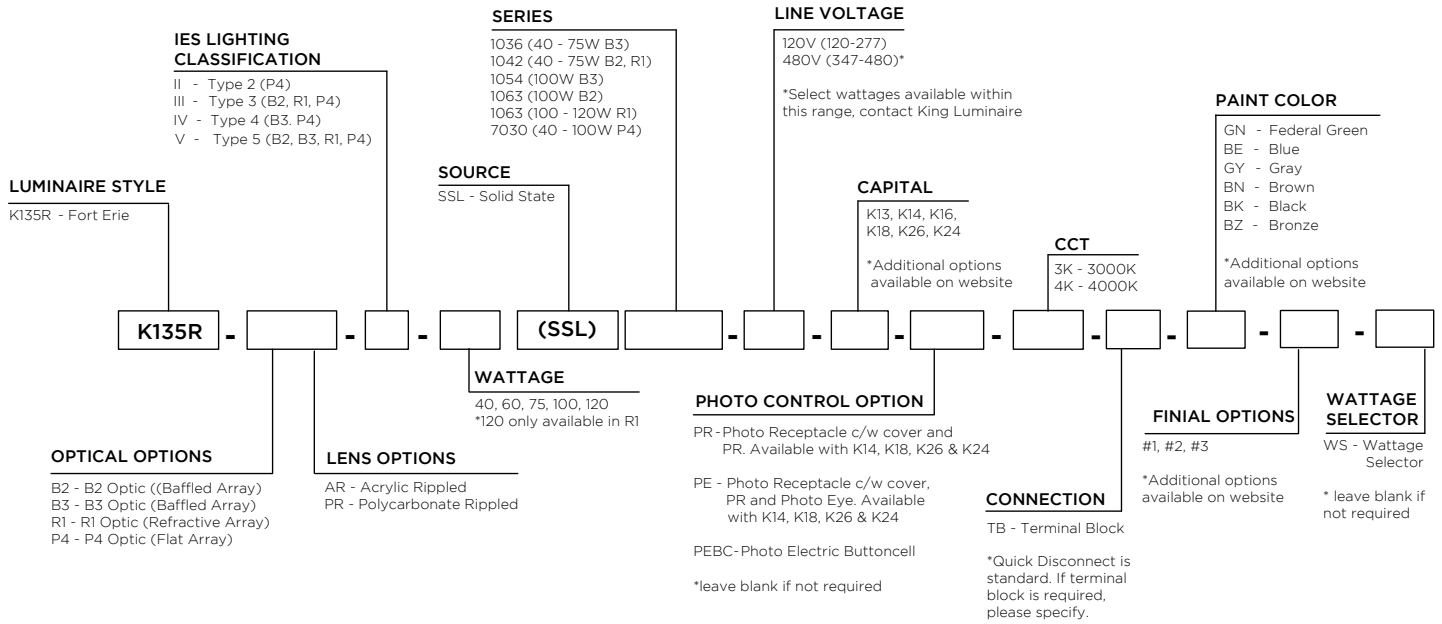 SERIES
1036 (40 - 75W B3)
1042 (40 - 75W B2, R1)
1054 (100W B3)
1063 (100W B2)
1063 (100 - 120W R1)
7030 (40 - 100W P4)
LINE VOLTAGE
120V (120-277)
480V (347-480)*
*Select wattages available within
this range, contact King Luminaire
IES LIGHTING
CLASSIFICATION
II - Type 2 (P4)
III - Type 3 (B2, R1, P4)
IV - Type 4 (B3. P4)
V - Type 5 (B2, B3, R1, P4)
PAINT COLOR
GN - Federal Green
BE - Blue
GY - Gray
BN - Brown
BK - Black
BZ - Bronze
*Additional options
available on website
LUMINAIRE STYLE
K135R - Fort Erie
SOURCE
SSL - Solid State
CAPITAL
K13, K14, K16,
K18, K26, K24
*Additional options
available on website
CCT
3K - 3000K
4K - 4000K
K135R - - - (SSL) - - - - - - - -
WATTAGE
40, 60, 75, 100, 120
*120 only available in R1
OPTICAL OPTIONS
B2 - B2 Optic ((Baffled Array)
B3 - B3 Optic (Baffled Array)
R1 - R1 Optic (Refractive Array)
P4 - P4 Optic (Flat Array)
LENS OPTIONS
AR - Acrylic Rippled
PR - Polycarbonate Rippled
PHOTO CONTROL OPTION
PR - Photo Receptacle c/w cover and
PR. Available with K14, K18, K26 & K24
PE - Photo Receptacle c/w cover,
PR and Photo Eye. Available
with K14, K18, K26 & K24
PEBC - Photo Electric Buttoncell
*leave blank if not required
CONNECTION
TB - Terminal Block
*Quick Disconnect is
standard. If terminal
block is required,
please specify.
FINIAL OPTIONS
#1, #2, #3
*Additional options
available on website
WATTAGE
SELECTOR
WS - Wattage
Selector
* leave blank if
not required